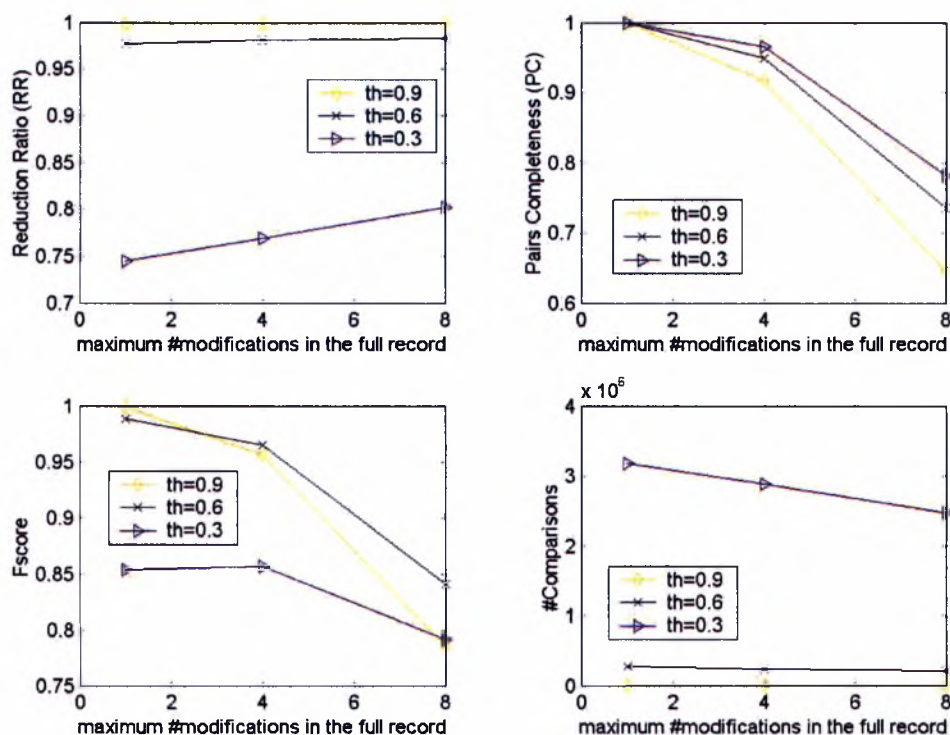 Reduction Ratio (RR)
1
0.95
0.9
0.85
0.8
0.75
0.7
th=0.9
th=0.6
th=0.3
0 2 4 6 8
maximum #modifications in the full record
Pairs Completeness (PC)
1
0.9
0.8
0.7
0.6
th=0.9
th=0.6
th=0.3
0 2 4 6 8
maximum #modifications in the full record
Fscore
1
0.95
0.9
0.85
0.8
0.75
th=0.9
th=0.6
th=0.3
0 2 4 6 8
maximum #modifications in the full record
x 10^6
#Comparisons
4
3
2
1
0
th=0.9
th=0.6
th=0.3
0 2 4 6 8
maximum #modifications in the full record